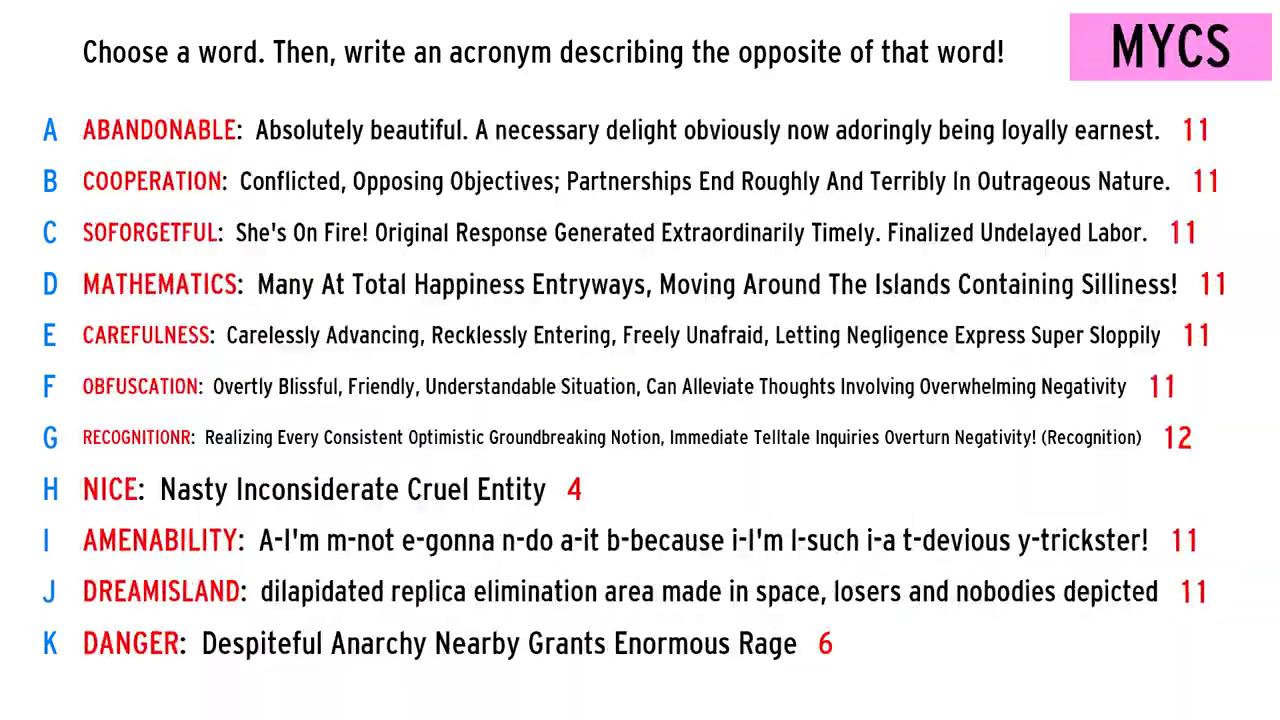 Choose a word. Then, write an acronym describing the opposite of that word!
MYCS
A ABANDONABLE: Absolutely beautiful. A necessary delight obviously now adoringly being loyally earnest. 11
B COOPERATION: Conflicted, Opposing Objectives; Partnerships End Roughly And Terribly In Outrageous Nature. 11
C SOFORGETFUL: She's On Fire! Original Response Generated Extraordinarily Timely. Finalized Undelayed Labor. 11
D MATHEMATICS: Many At Total Happiness Entryways, Moving Around The Islands Containing Silliness! 11
E CAREFULNESS: Carelessly Advancing, Recklessly Entering, Freely Unafraid, Letting Negligence Express Super Sloppily 11
F OBFUSCATION: Overtly Blissful, Friendly, Understandable Situation, Can Alleviate Thoughts Involving Overwhelming Negativity 11
G RECOGNITIONR: Realizing Every Consistent Optimistic Groundbreaking Notion, Immediate Telltale Inquiries Overturn Negativity! (Recognition) 12
H NICE: Nasty Inconsiderate Cruel Entity 4
I AMENABILITY: A-I'm m-not e-gonna n-do a-it b-because i-I'm l-such i-a t-devious y-trickster! 11
J DREAMISLAND: dilapidated replica elimination area made in space, losers and nobodies depicted 11
K DANGER: Despiteful Anarchy Nearby Grants Enormous Rage 6